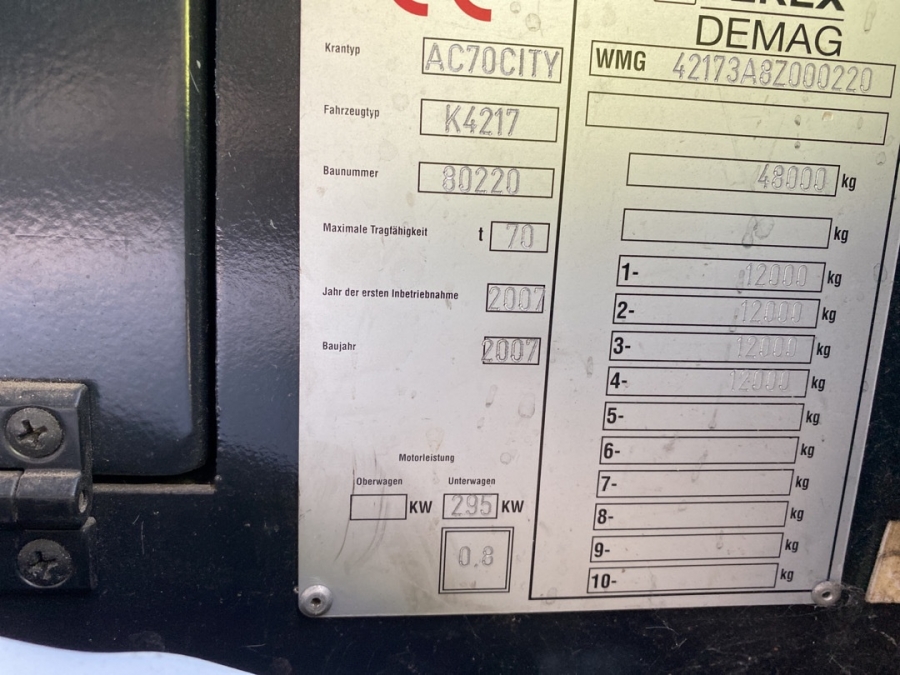 CE
TEREX
DEMAG
Krantyp AC70CITY
Fahrzeugtyp K4217
Baunummer 80220
Maximale Tragfähigkeit t 70
Jahr der ersten Inbetriebnahme 2007
Baujahr 2007
Motorleistung
Oberwagen Unterwagen
KW 295 KW
0.8
WMG 42173A8Z000220
48000 kg
kg
1- 12000 kg
2- 12000 kg
3- 12000 kg
4- 12000 kg
5- kg
6- kg
7- kg
8- kg
9- kg
10- kg